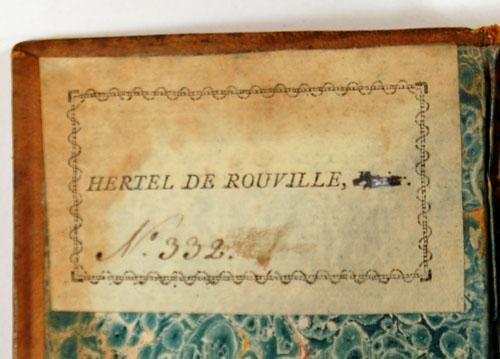 HERTEL DE ROUVILLE,
N.º 332.